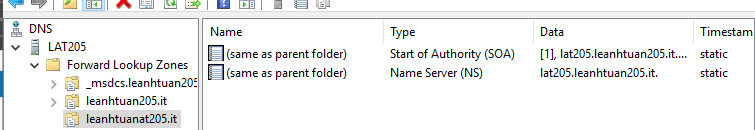 DNS
LAT205
Forward Lookup Zones
_msdcs.leanhtuan205
leanhtuan205.it
leanhtuanat205.it
Name Type Data Timestam
(same as parent folder) Start of Authority (SOA) [1], lat205.leanhtuan205.it.... static
(same as parent folder) Name Server (NS) lat205.leanhtuan205.it. static